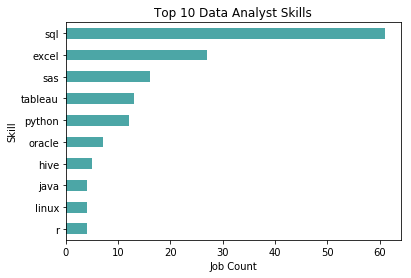 Top 10 Data Analyst Skills
sql
excel
sas
tableau
python
oracle
hive
java
linux
r
Skill
0 10 20 30 40 50 60
Job Count